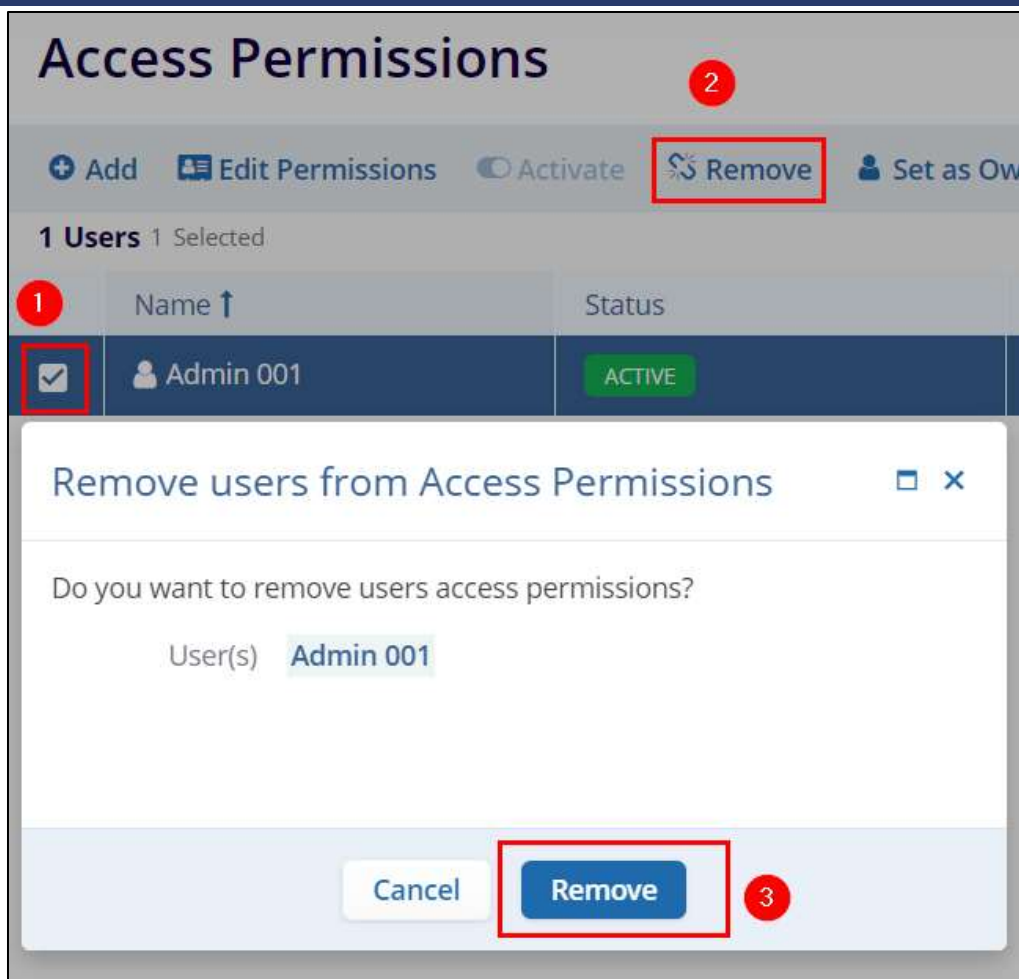 Access Permissions
2
Add Edit Permissions Activate Remove Set as Ow
1 Users 1 Selected
1
Name Status
Admin 001 ACTIVE
Remove users from Access Permissions
Do you want to remove users access permissions?
User(s) Admin 001
Cancel Remove
3